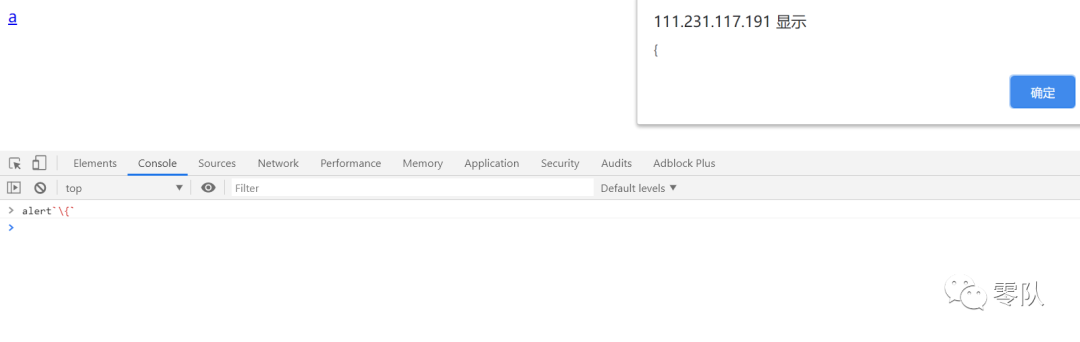 a
111.231.117.191 显示
{
确定
Elements Console Sources Network Performance Memory Application Security Audits Adblock Plus
top ▼ Filter Default levels ▼
> alert`\{`
>
零队